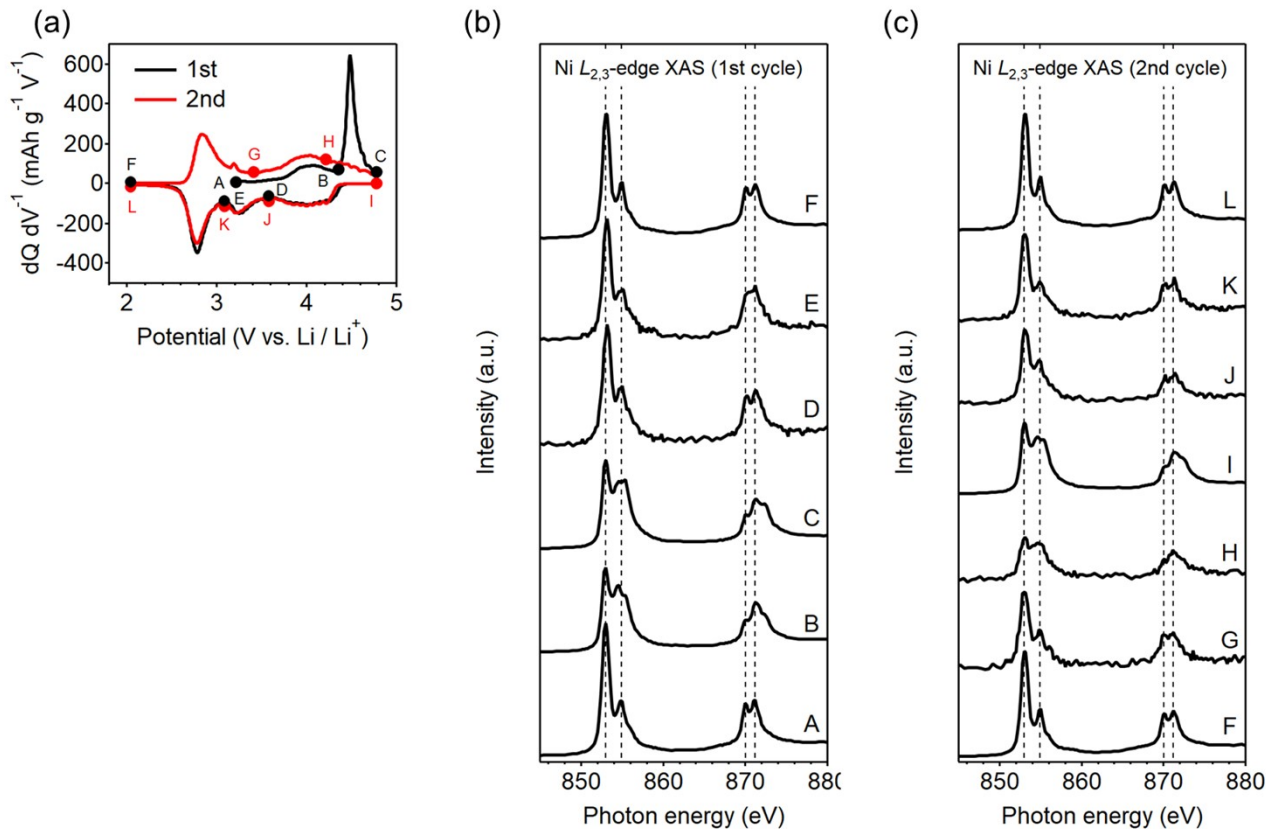 (a)
dQ dV⁻¹ (mAh g⁻¹ V⁻¹)
600
400
200
0
-200
-400
1st
2nd
F
A
E
B
D
C
G
H
L
K
J
I
2 3 4 5
Potential (V vs. Li / Li⁺)
(b)
Ni L₂,₃-edge XAS (1st cycle)
Intensity (a.u.)
F
E
D
C
B
A
850 860 870 880
Photon energy (eV)
(c)
Ni L₂,₃-edge XAS (2nd cycle)
Intensity (a.u.)
L
K
J
I
H
G
F
850 860 870 880
Photon energy (eV)